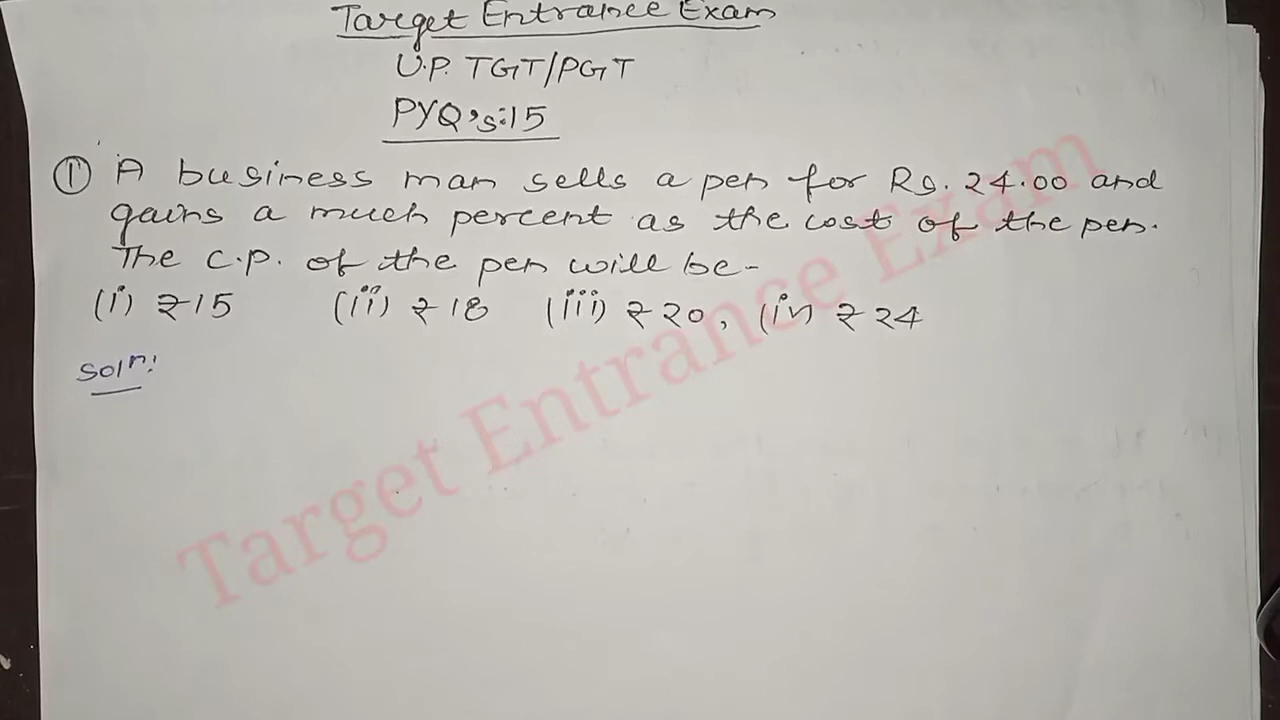 Target Entrance Exam
U.P. TGT/PGT
PYQ's:15
① A business man sells a pen for Rs. 24.00 and
gains a much percent as the cost of the pen.
The C.P. of the pen will be-
(i) ₹15 (ii) ₹18 (iii) ₹20, (iv) ₹24
Solⁿ:
Target Entrance Exam